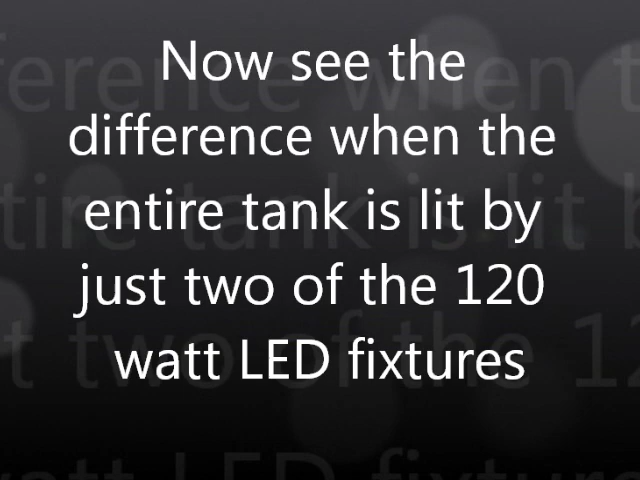 Now see the
difference when the
entire tank is lit by
just two of the 120
watt LED fixtures